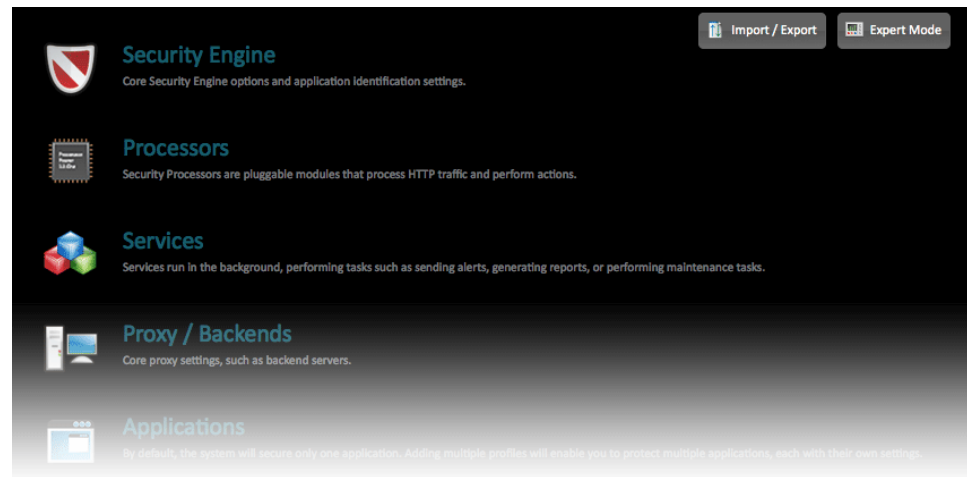 Import / Export
Expert Mode
Security Engine
Core Security Engine options and application identification settings.
Processors
Security Processors are pluggable modules that process HTTP traffic and perform actions.
Services
Services run in the background, performing tasks such as sending alerts, generating reports, or performing maintenance tasks.
Proxy / Backends
Core proxy settings, such as backend servers.
Applications
By default, the system will secure only one application. Adding multiple profiles will enable you to protect multiple applications, each with their own settings.